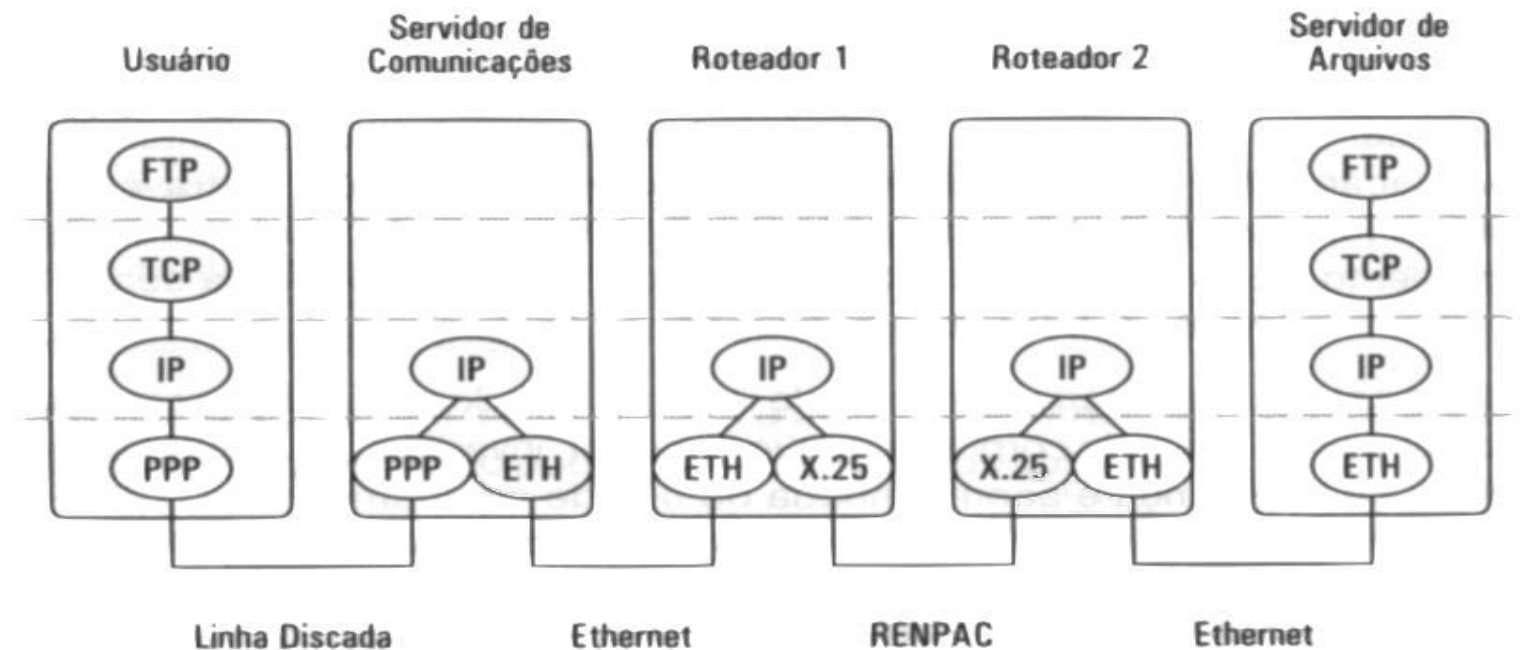 Usuário
Servidor de
Comunicações
Roteador 1
Roteador 2
Servidor de
Arquivos
FTP
FTP
TCP
TCP
IP
IP
IP
IP
IP
PPP
PPP
ETH
ETH
X.25
X.25
ETH
ETH
Linha Discada
Ethernet
RENPAC
Ethernet